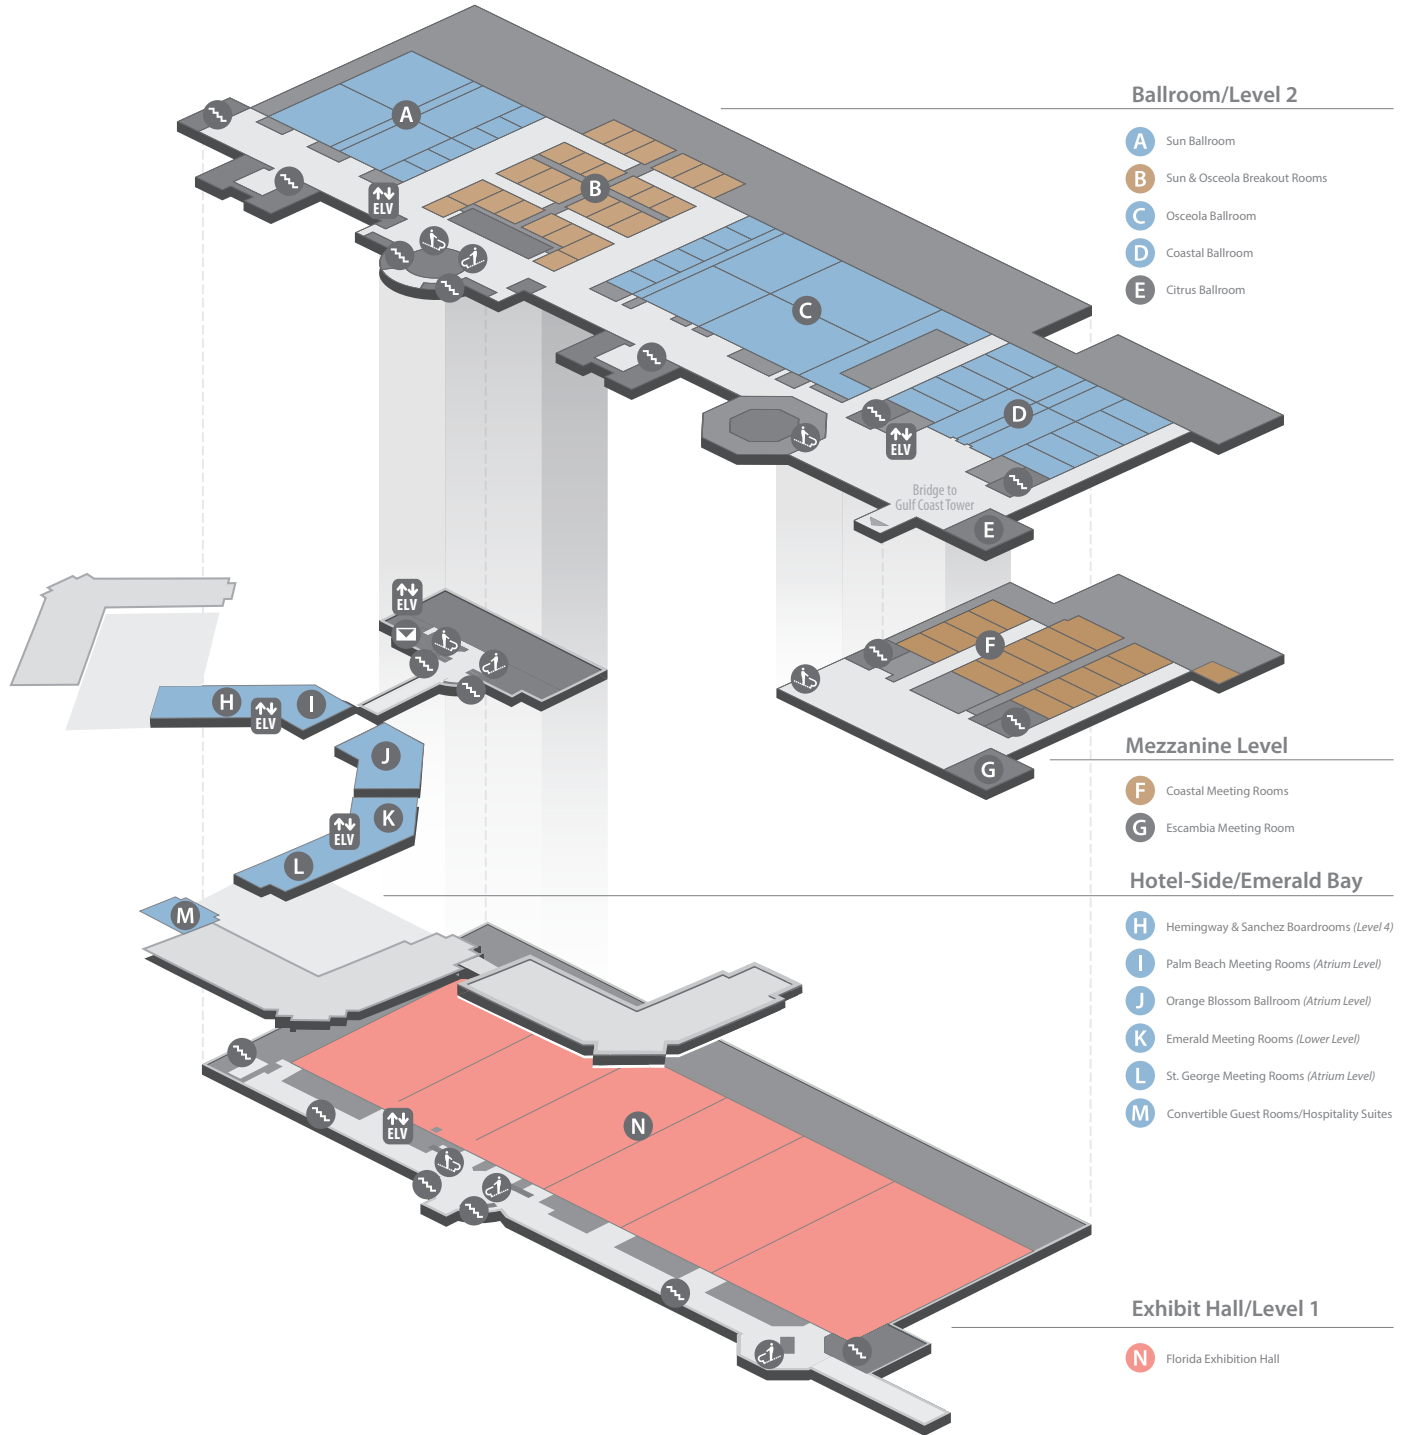 Ballroom/Level 2
A Sun Ballroom
B Sun & Osceola Breakout Rooms
C Osceola Ballroom
D Coastal Ballroom
E Citrus Ballroom
A
B
ELV
C
D
ELV
Bridge to
Gulf Coast Tower
E
ELV
F
H
I
ELV
J
G
K
ELV
L
M
Mezzanine Level
F Coastal Meeting Rooms
G Escambia Meeting Room
Hotel-Side/Emerald Bay
H Hemingway & Sanchez Boardrooms (Level 4)
I Palm Beach Meeting Rooms (Atrium Level)
J Orange Blossom Ballroom (Atrium Level)
K Emerald Meeting Rooms (Lower Level)
L St. George Meeting Rooms (Atrium Level)
M Convertible Guest Rooms/Hospitality Suites
ELV
N
Exhibit Hall/Level 1
N Florida Exhibition Hall